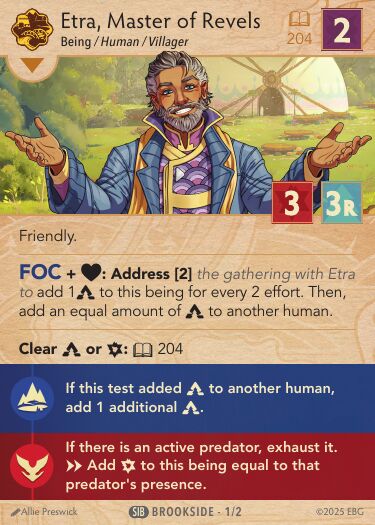 Etra, Master of Revels
Being / Human / Villager
204
2
3
3R
Friendly.
FOC + : Address [2] the gathering with Etra
to add 1 to this being for every 2 effort. Then,
add an equal amount of to another human.
Clear or : 204
If this test added to another human,
add 1 additional .
If there is an active predator, exhaust it.
Add to this being equal to that
predator's presence.
Allie Preswick
SIB BROOKSIDE - 1/2
©2025 EBG